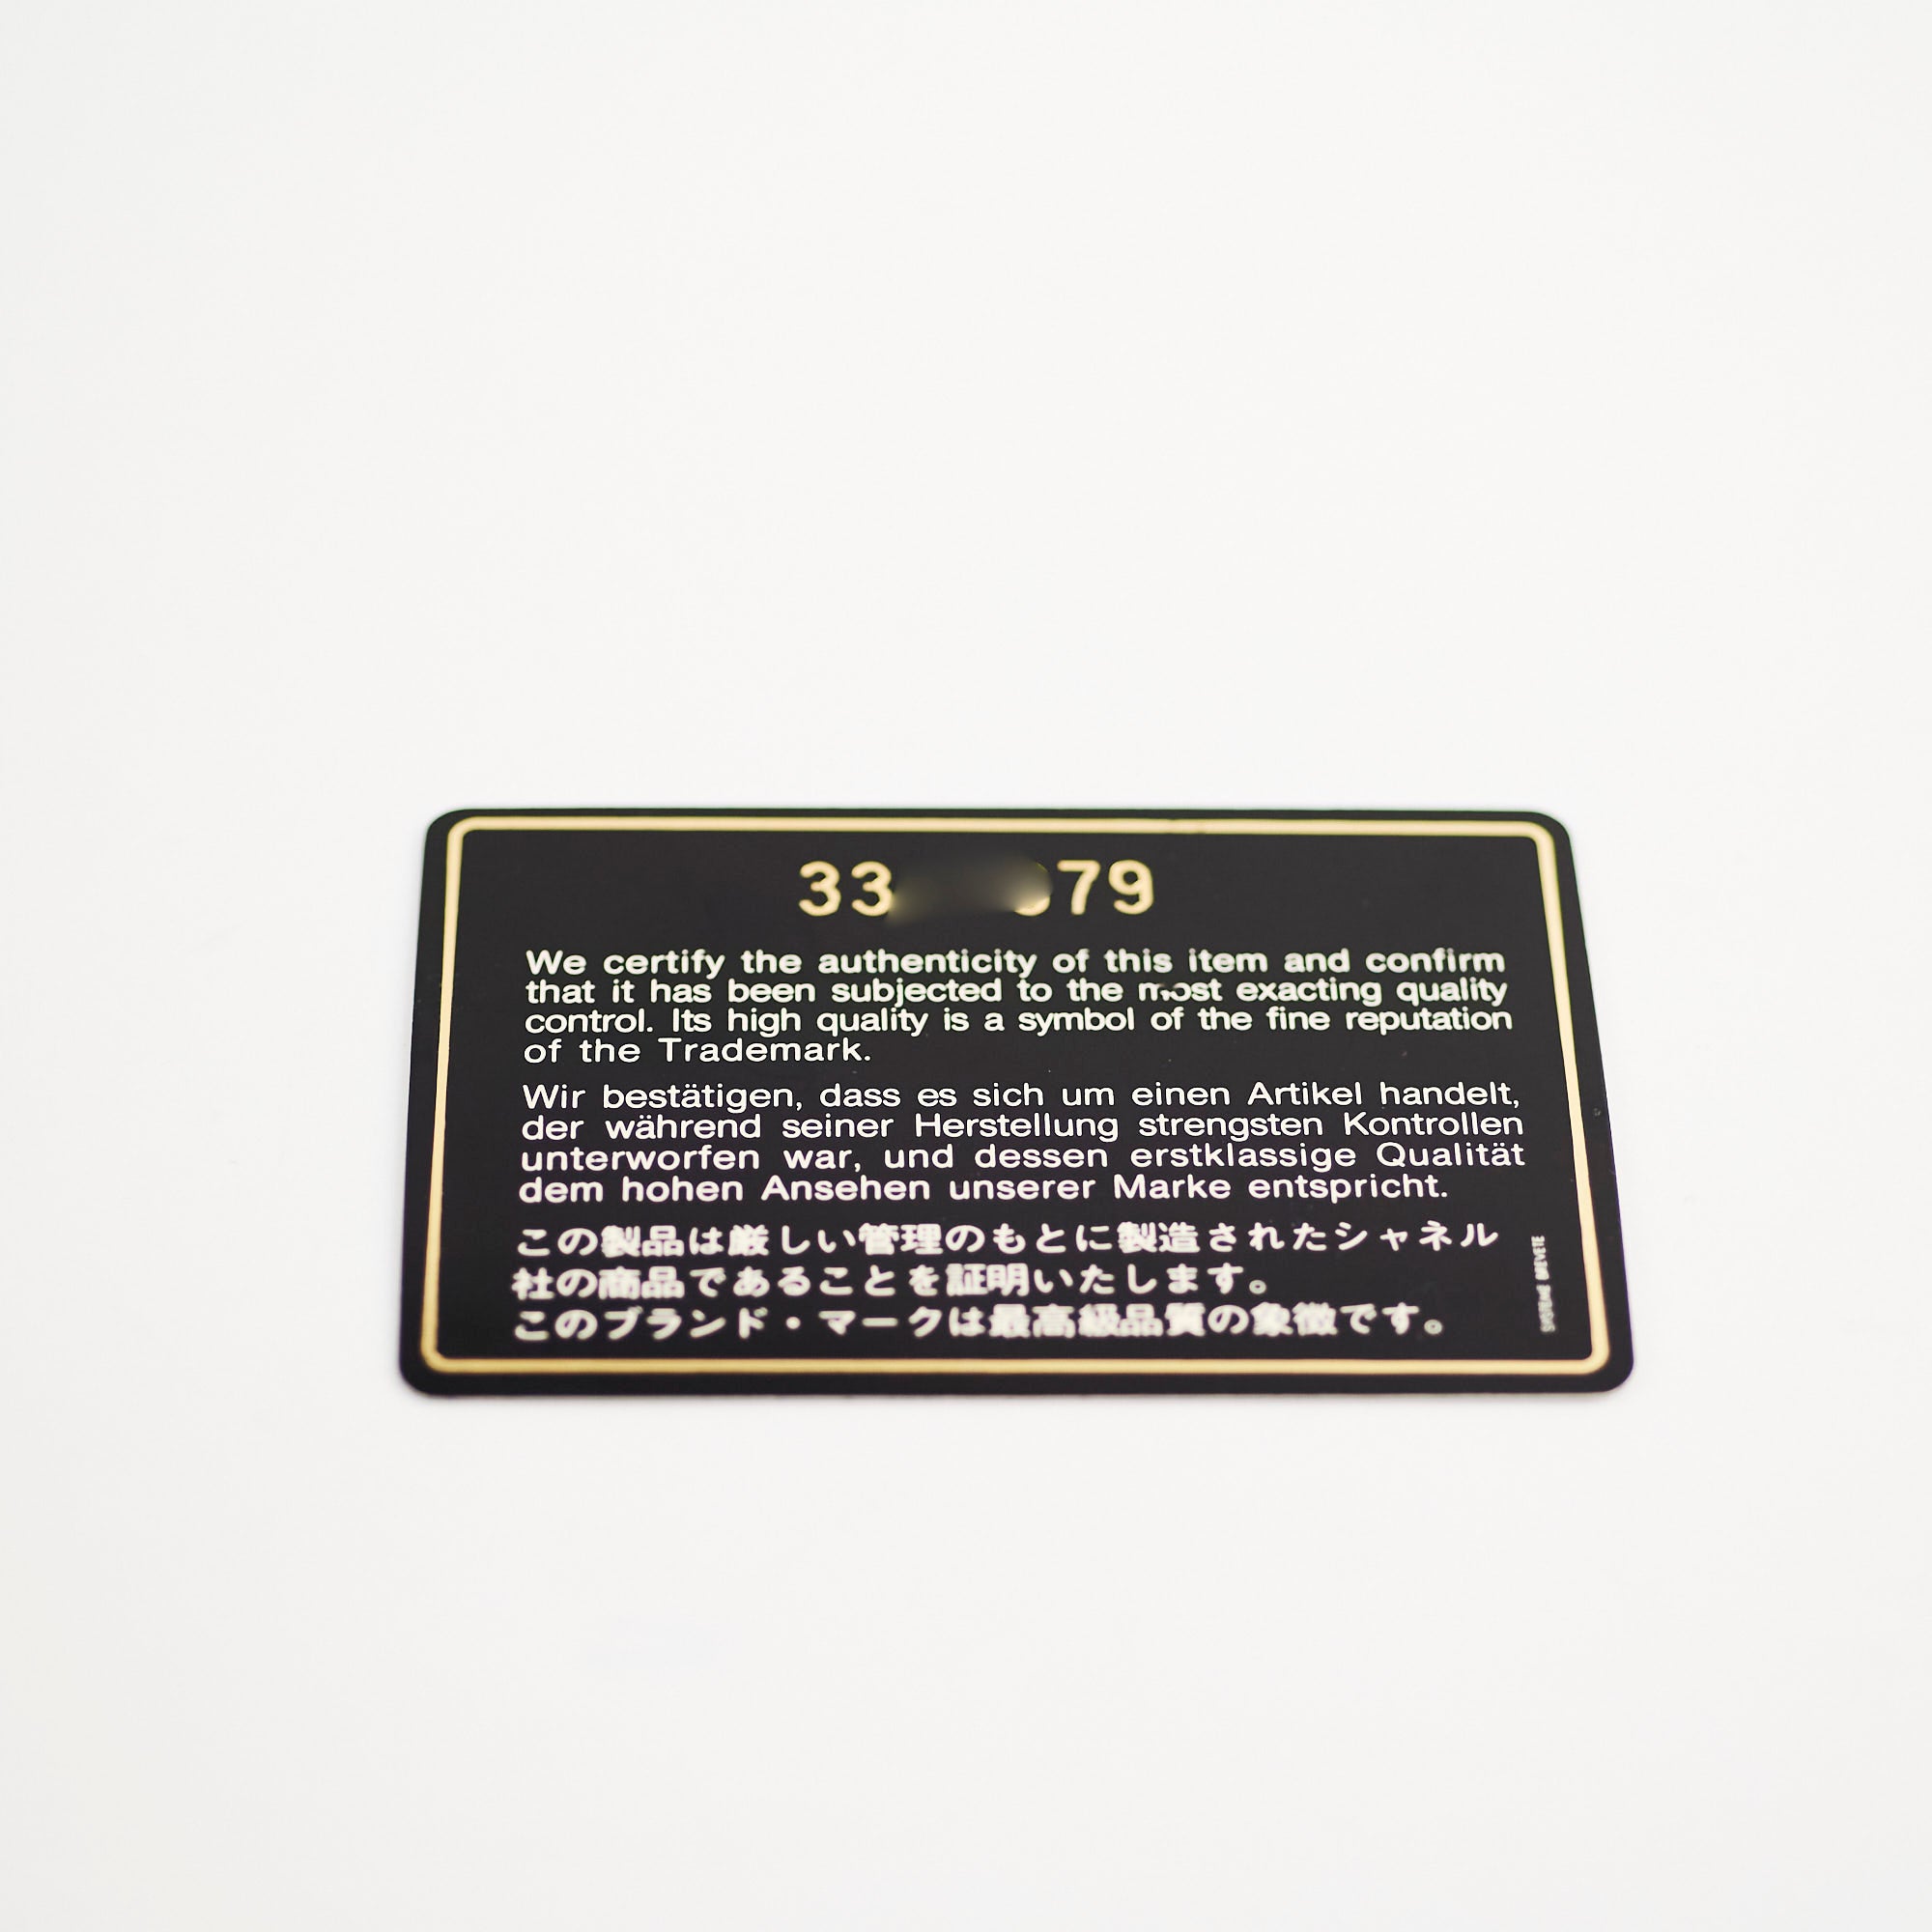 33 79
We certify the authenticity of this item and confirm
that it has been subjected to the most exacting quality
control. Its high quality is a symbol of the fine reputation
of the Trademark.
Wir bestätigen, dass es sich um einen Artikel handelt,
der während seiner Herstellung strengsten Kontrollen
unterworfen war, und dessen erstklassige Qualität
dem hohen Ansehen unserer Marke entspricht.
この製品は厳しい管理のもとに製造されたシャネル
社の商品であることを証明いたします。
このブランド・マークは最高級品質の象徴です。
SYSTEME BREVETE